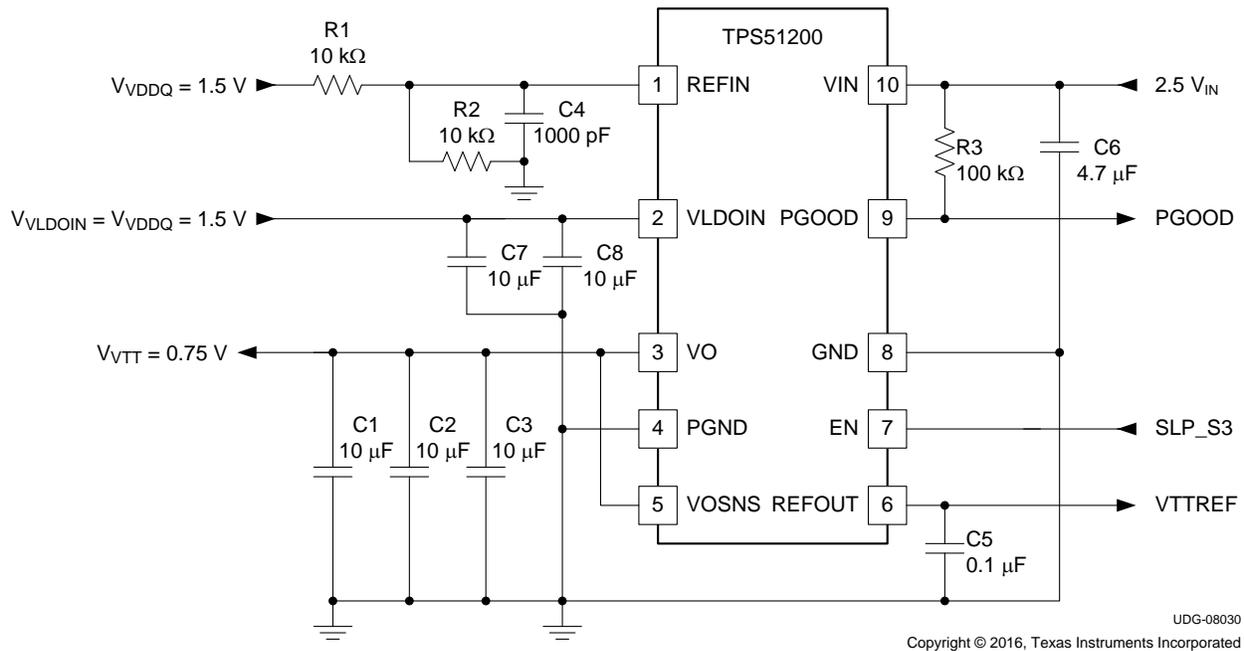 TPS51200
R1
10 kΩ
V_VDDQ = 1.5 V
1 REFIN
VIN 10
2.5 V_IN
R2
10 kΩ
C4
1000 pF
R3
100 kΩ
C6
4.7 μF
V_VLDOIN = V_VDDQ = 1.5 V
2 VLDOIN
PGOOD 9
PGOOD
C7
10 μF
C8
10 μF
V_VTT = 0.75 V
3 VO
GND 8
C1
10 μF
C2
10 μF
C3
10 μF
4 PGND
EN 7
SLP_S3
5 VOSNS
REFOUT 6
VTTREF
C5
0.1 μF
UDG-08030
Copyright © 2016, Texas Instruments Incorporated